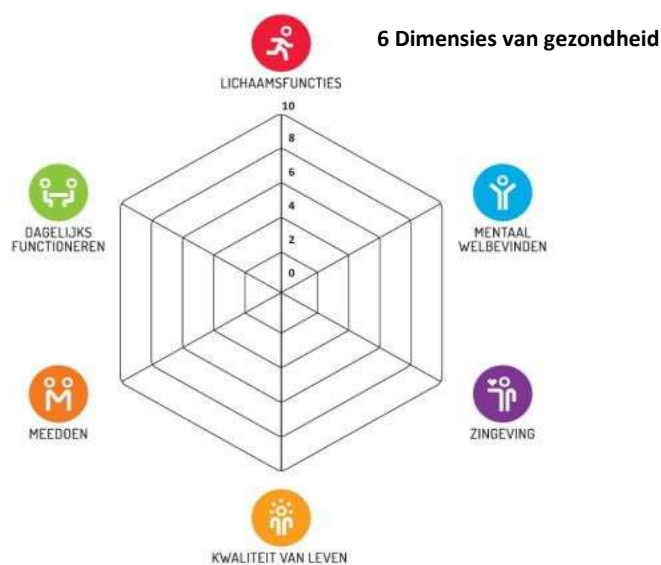 6 Dimensies van gezondheid
LICHAAMSFUNCTIES
10
8
6
4
2
0
DAGELIJKS
FUNCTIONEREN
MENTAAL
WELBEVINDEN
MEEDOEN
ZINGEVING
KWALITEIT VAN LEVEN